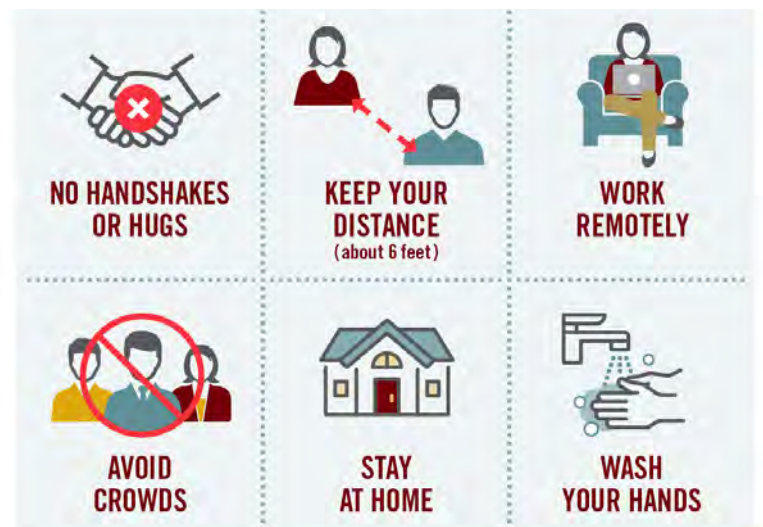 NO HANDSHAKES
OR HUGS
KEEP YOUR
DISTANCE
(about 6 feet)
WORK
REMOTELY
AVOID
CROWDS
STAY
AT HOME
WASH
YOUR HANDS